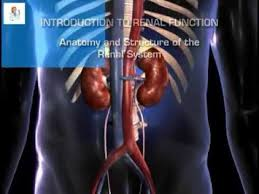 INTRODUCTION TO RENAL FUNCTION
Anatomy and Structure of the
Renal System